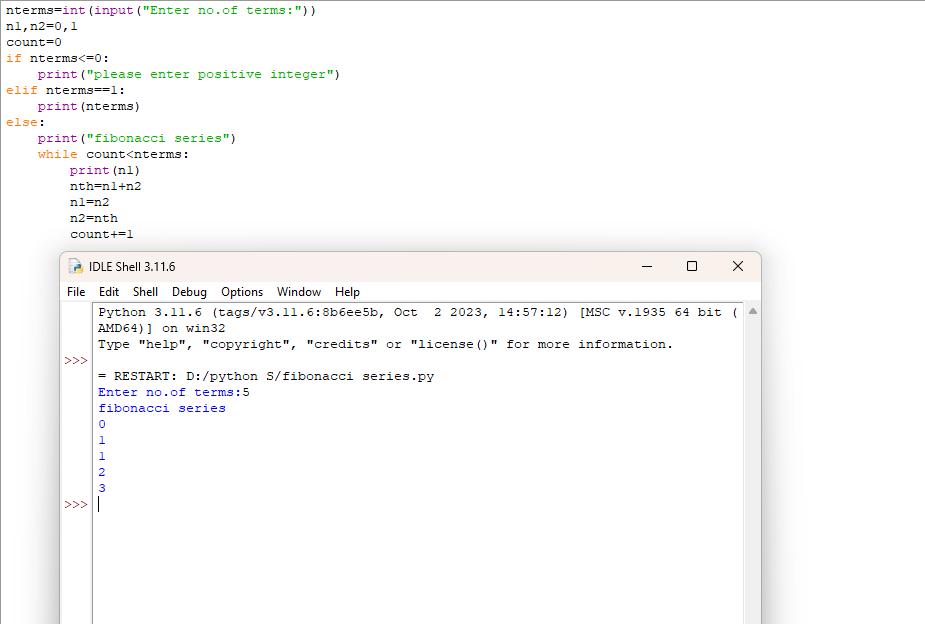 nterms=int(input("Enter no.of terms:"))
n1,n2=0,1
count=0
if nterms<=0:
    print("please enter positive integer")
elif nterms==1:
    print(nterms)
else:
    print("fibonacci series")
    while count<nterms:
        print(n1)
        nth=n1+n2
        n1=n2
        n2=nth
        count+=1
IDLE Shell 3.11.6
File Edit Shell Debug Options Window Help
Python 3.11.6 (tags/v3.11.6:8b6ee5b, Oct  2 2023, 14:57:12) [MSC v.1935 64 bit (
AMD64)] on win32
Type "help", "copyright", "credits" or "license()" for more information.
>>>
= RESTART: D:/python S/fibonacci series.py
Enter no.of terms:5
fibonacci series
0
1
1
2
3
>>>